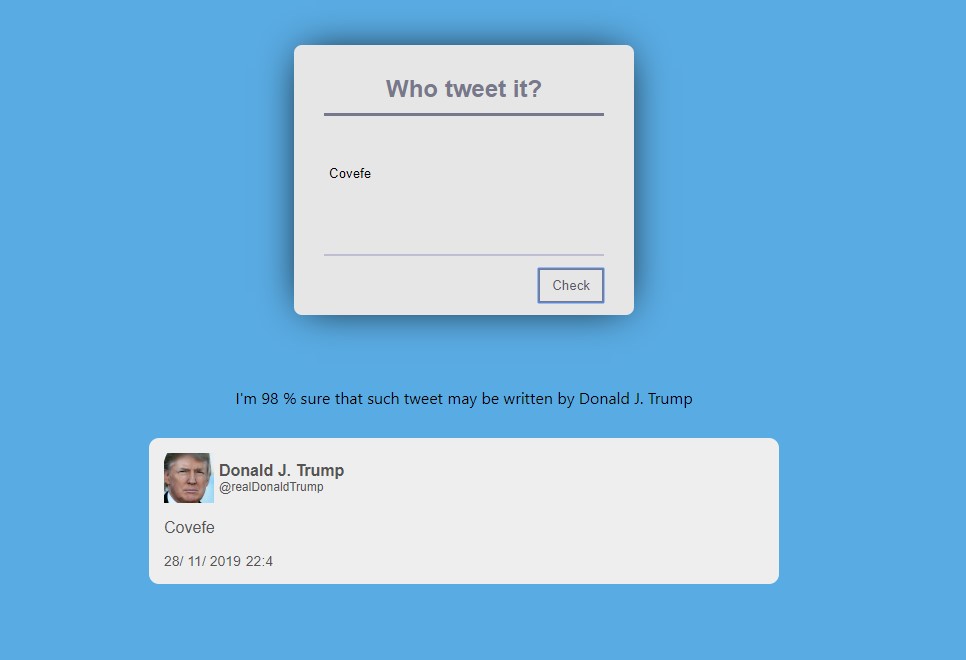 Who tweet it?
Covefe
Check
I'm 98 % sure that such tweet may be written by Donald J. Trump
Donald J. Trump
@realDonaldTrump
Covefe
28/ 11/ 2019 22:4